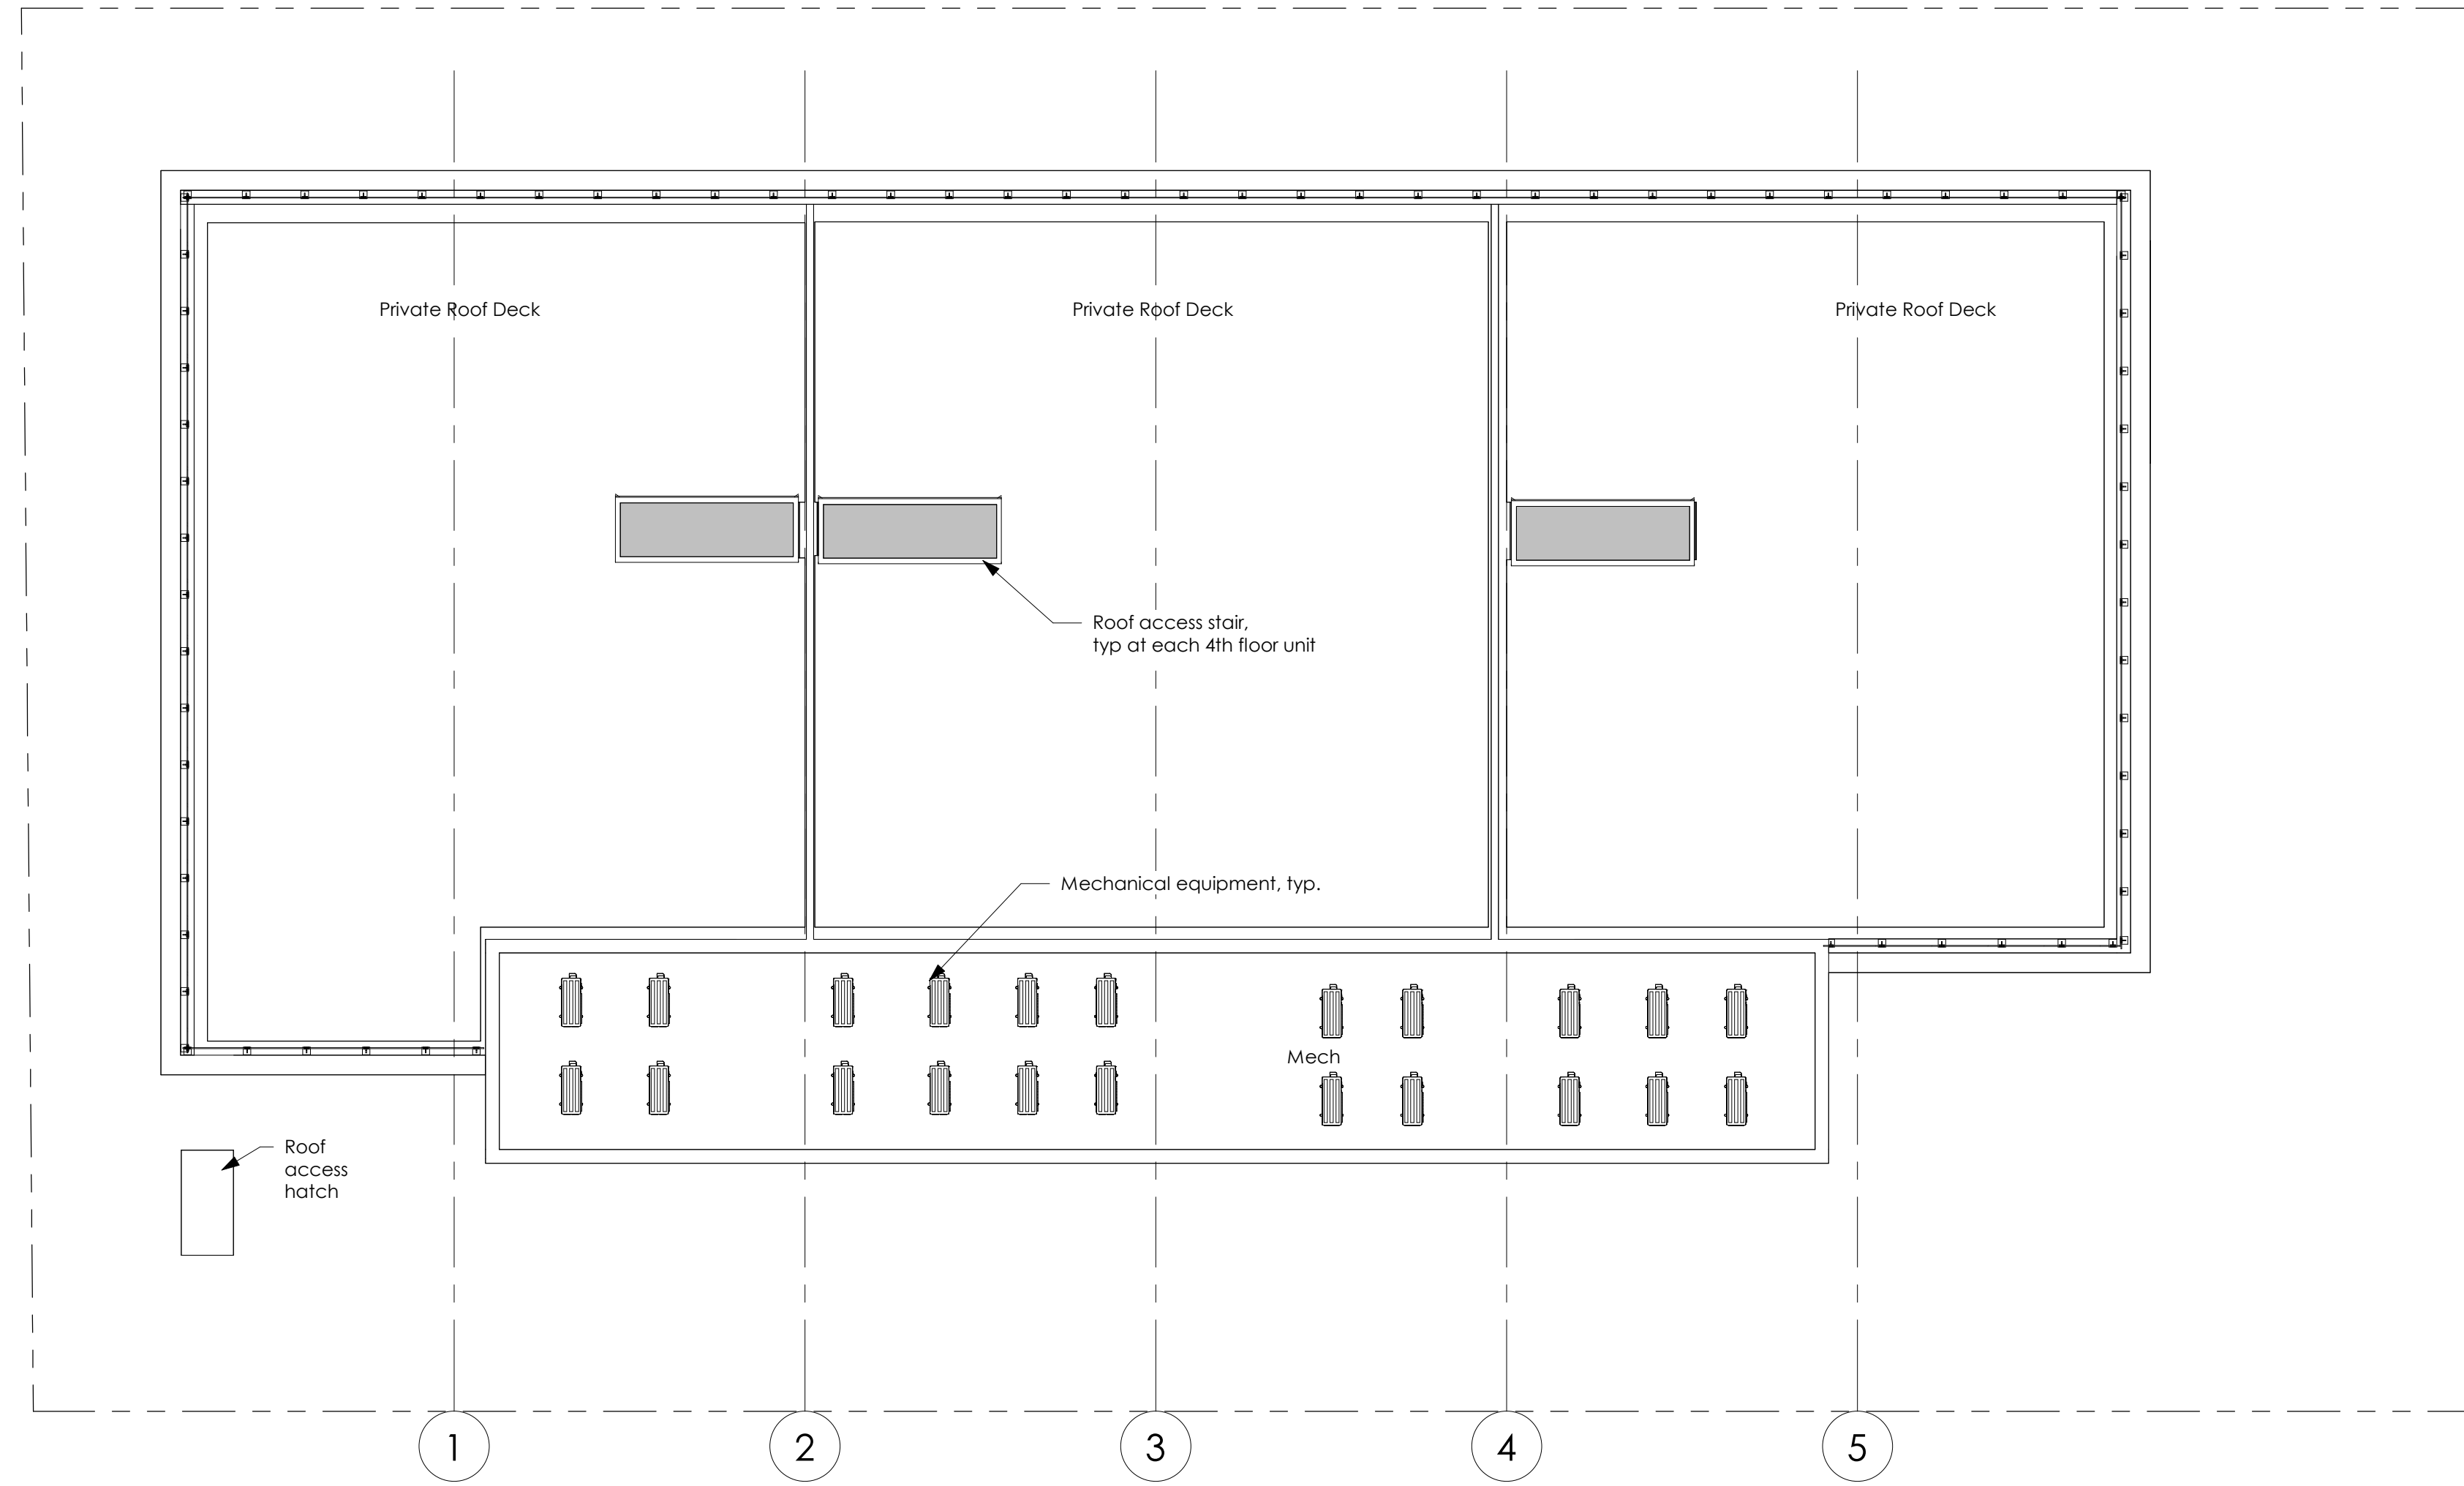 Private Roof Deck
Private Roof Deck
Private Roof Deck
Roof access stair,
typ at each 4th floor unit
Mechanical equipment, typ.
Mech
Roof
access
hatch
1
2
3
4
5